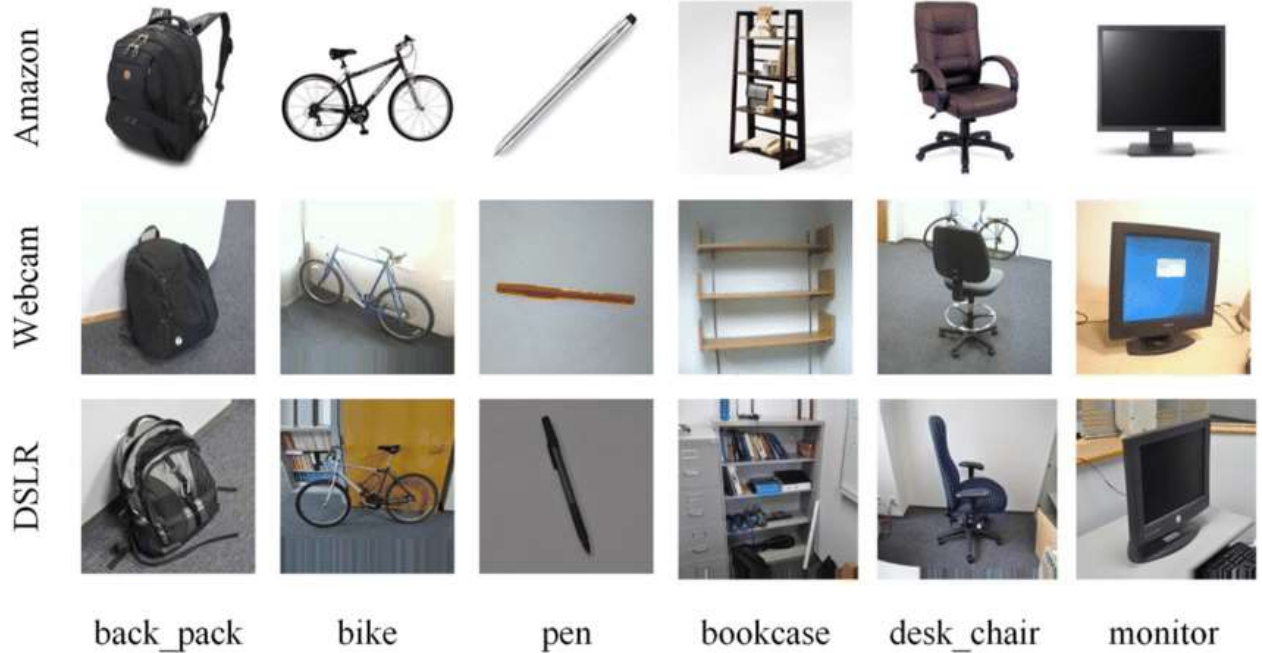 Amazon
Webcam
DSLR
back_pack
bike
pen
bookcase
desk_chair
monitor